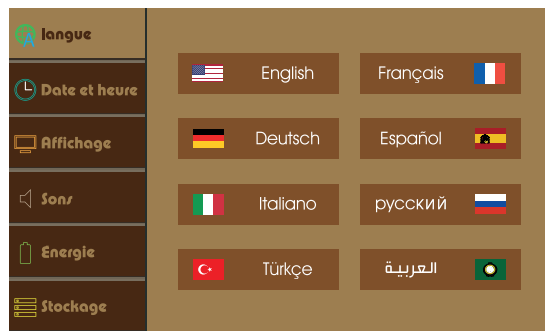 langue
Date et heure
Affichage
Sons
Energie
Stockage
English
Français
Deutsch
Español
Italiano
русский
Türkçe
العربية